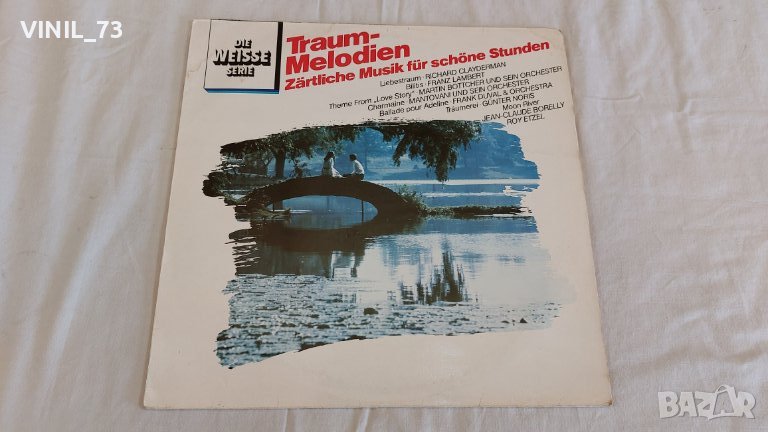 VINIL_73
DIE
WEISSE
SERIE
Traum-
Melodien
Zärtliche Musik für schöne Stunden
Liebestraum · RICHARD CLAYDERMAN
Bilitis · FRANZ LAMBERT
Theme From „Love Story" · MARTIN BÖTTCHER UND SEIN ORCHESTER
Charmaine · MANTOVANI UND SEIN ORCHESTER
Ballade pour Adeline · FRANK DUVAL & ORCHESTRA
Träumerei · GÜNTER NORIS
Moon River
JEAN-CLAUDE BORELLY
ROY ETZEL
BAZAR